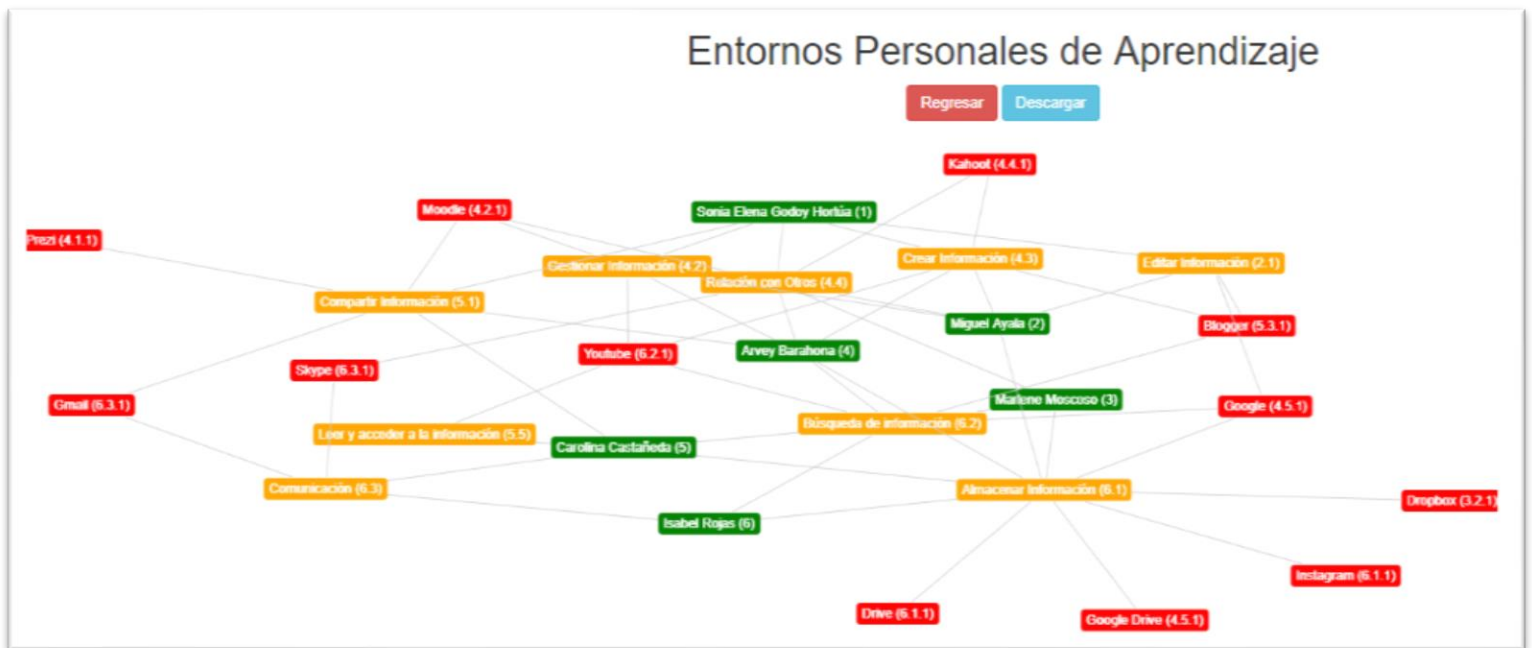 Entornos Personales de Aprendizaje
Regresar Descargar
Kahoot (4.4.1)
Moodle (4.2.1)
Sonia Elena Godoy Hortúa (1)
Prezi (4.1.1)
Gestionar Información (4.2)
Crear Información (4.3)
Editar Información (2.1)
Relación con Otros (4.4)
Compartir Información (5.1)
Miguel Ayala (2)
Blogger (5.3.1)
Youtube (6.2.1)
Arvey Barahona (4)
Skype (6.3.1)
Marlene Moscoso (3)
Gmail (6.3.1)
Google (4.5.1)
Búsqueda de información (6.2)
Leer y acceder a la información (5.5)
Carolina Castañeda (5)
Comunicación (6.3)
Almacenar Información (6.1)
Dropbox (3.2.1)
Isabel Rojas (6)
Instagram (6.1.1)
Drive (6.1.1)
Google Drive (4.5.1)